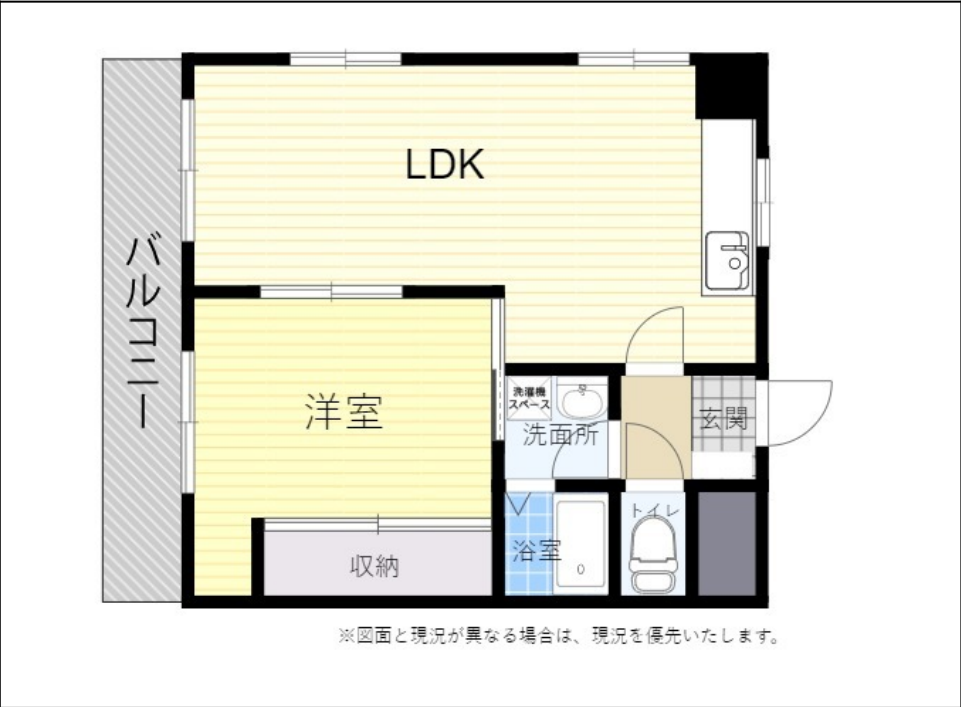 LDK
バルコニー
洋室
洗濯機
スペース
洗面所
玄関
トイレ
浴室
収納
※図面と現況が異なる場合は、現況を優先いたします。